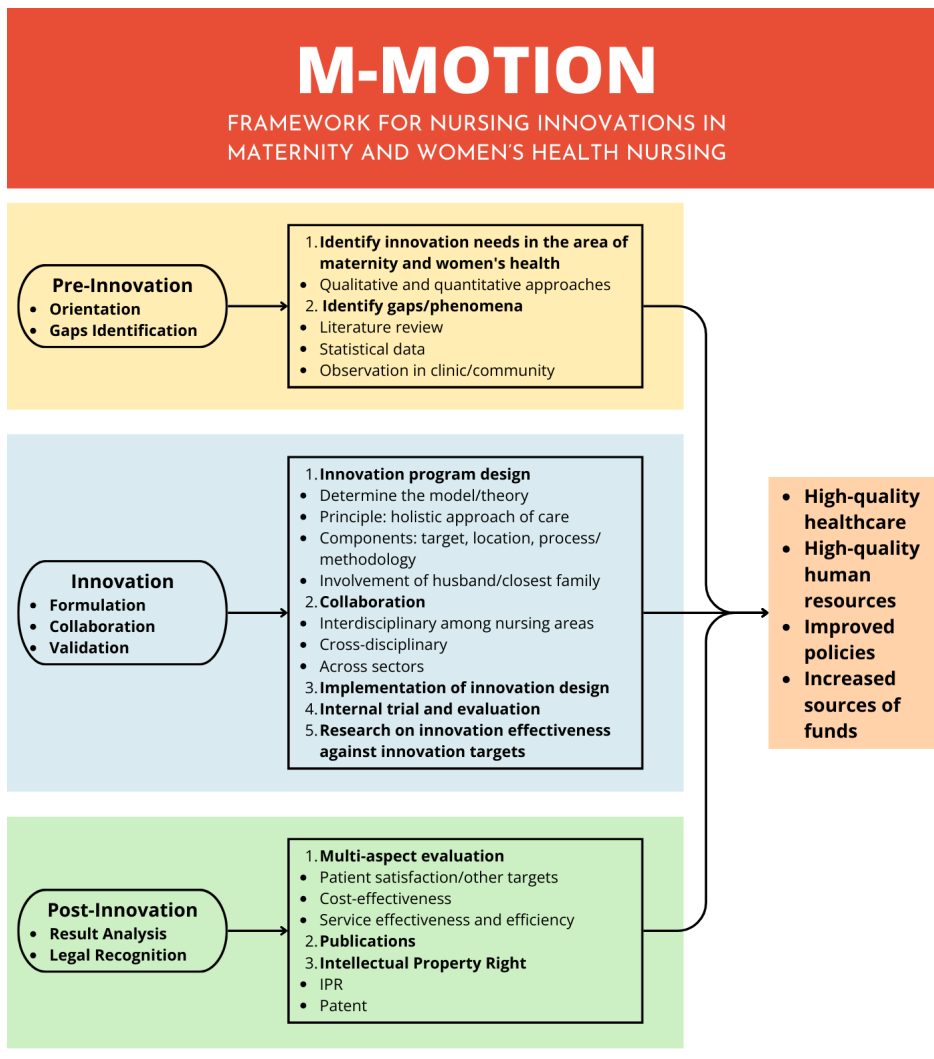 M-MOTION
FRAMEWORK FOR NURSING INNOVATIONS IN
MATERNITY AND WOMEN'S HEALTH NURSING
Pre-Innovation
• Orientation
• Gaps Identification
1. Identify innovation needs in the area of
maternity and women's health
• Qualitative and quantitative approaches
2. Identify gaps/phenomena
• Literature review
• Statistical data
• Observation in clinic/community
Innovation
• Formulation
• Collaboration
• Validation
1. Innovation program design
• Determine the model/theory
• Principle: holistic approach of care
• Components: target, location, process/
methodology
• Involvement of husband/closest family
2. Collaboration
• Interdisciplinary among nursing areas
• Cross-disciplinary
• Across sectors
3. Implementation of innovation design
4. Internal trial and evaluation
5. Research on innovation effectiveness
against innovation targets
Post-Innovation
• Result Analysis
• Legal Recognition
1. Multi-aspect evaluation
• Patient satisfaction/other targets
• Cost-effectiveness
• Service effectiveness and efficiency
2. Publications
3. Intellectual Property Right
• IPR
• Patent
• High-quality
healthcare
• High-quality
human
resources
• Improved
policies
• Increased
sources of
funds